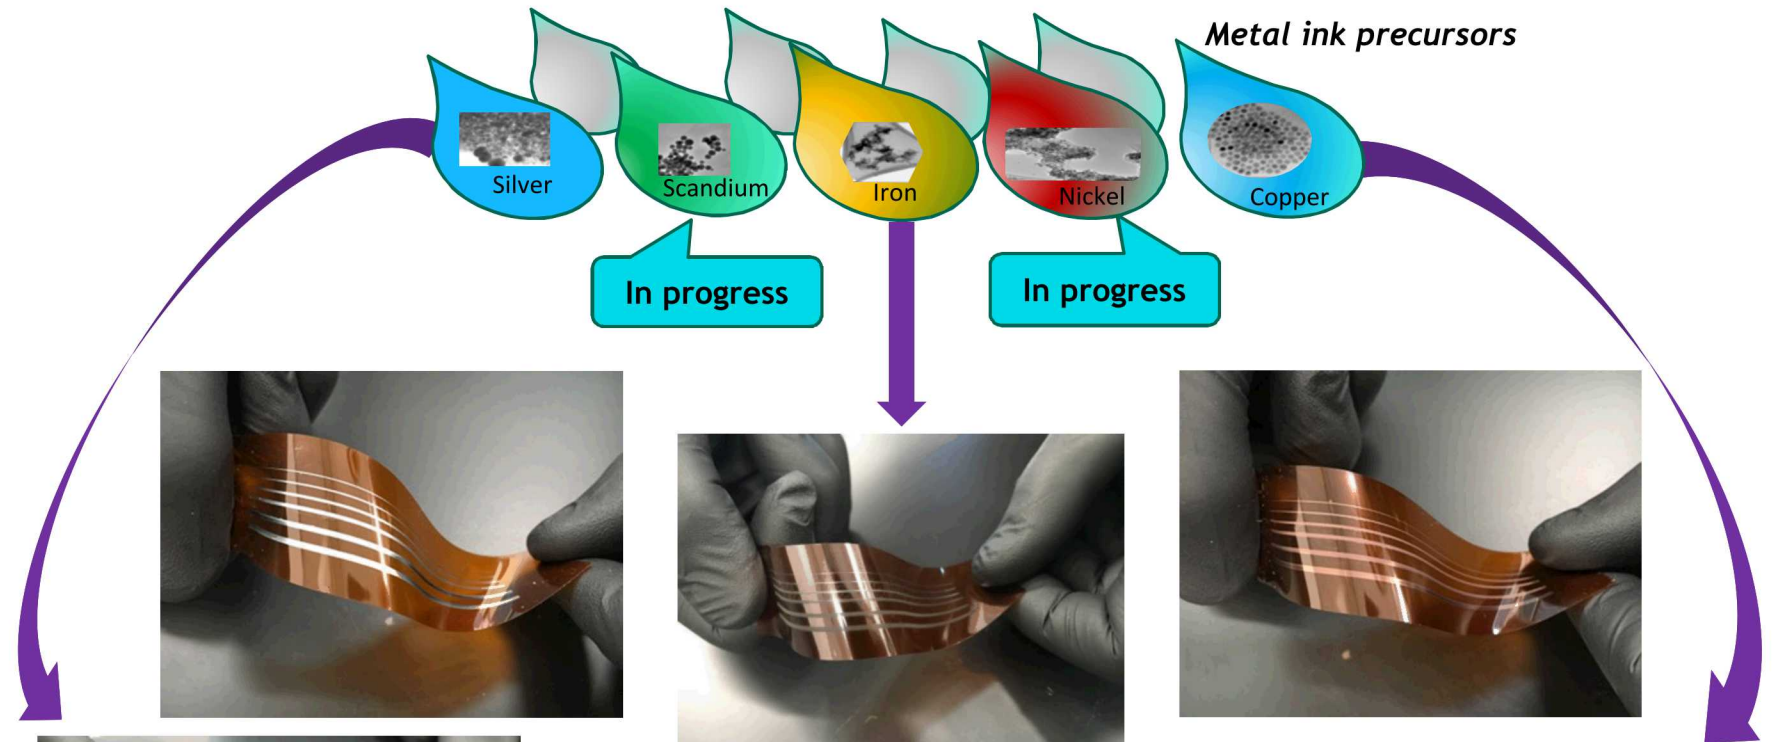 Metal ink precursors
Silver
Scandium
Iron
Nickel
Copper
In progress
In progress